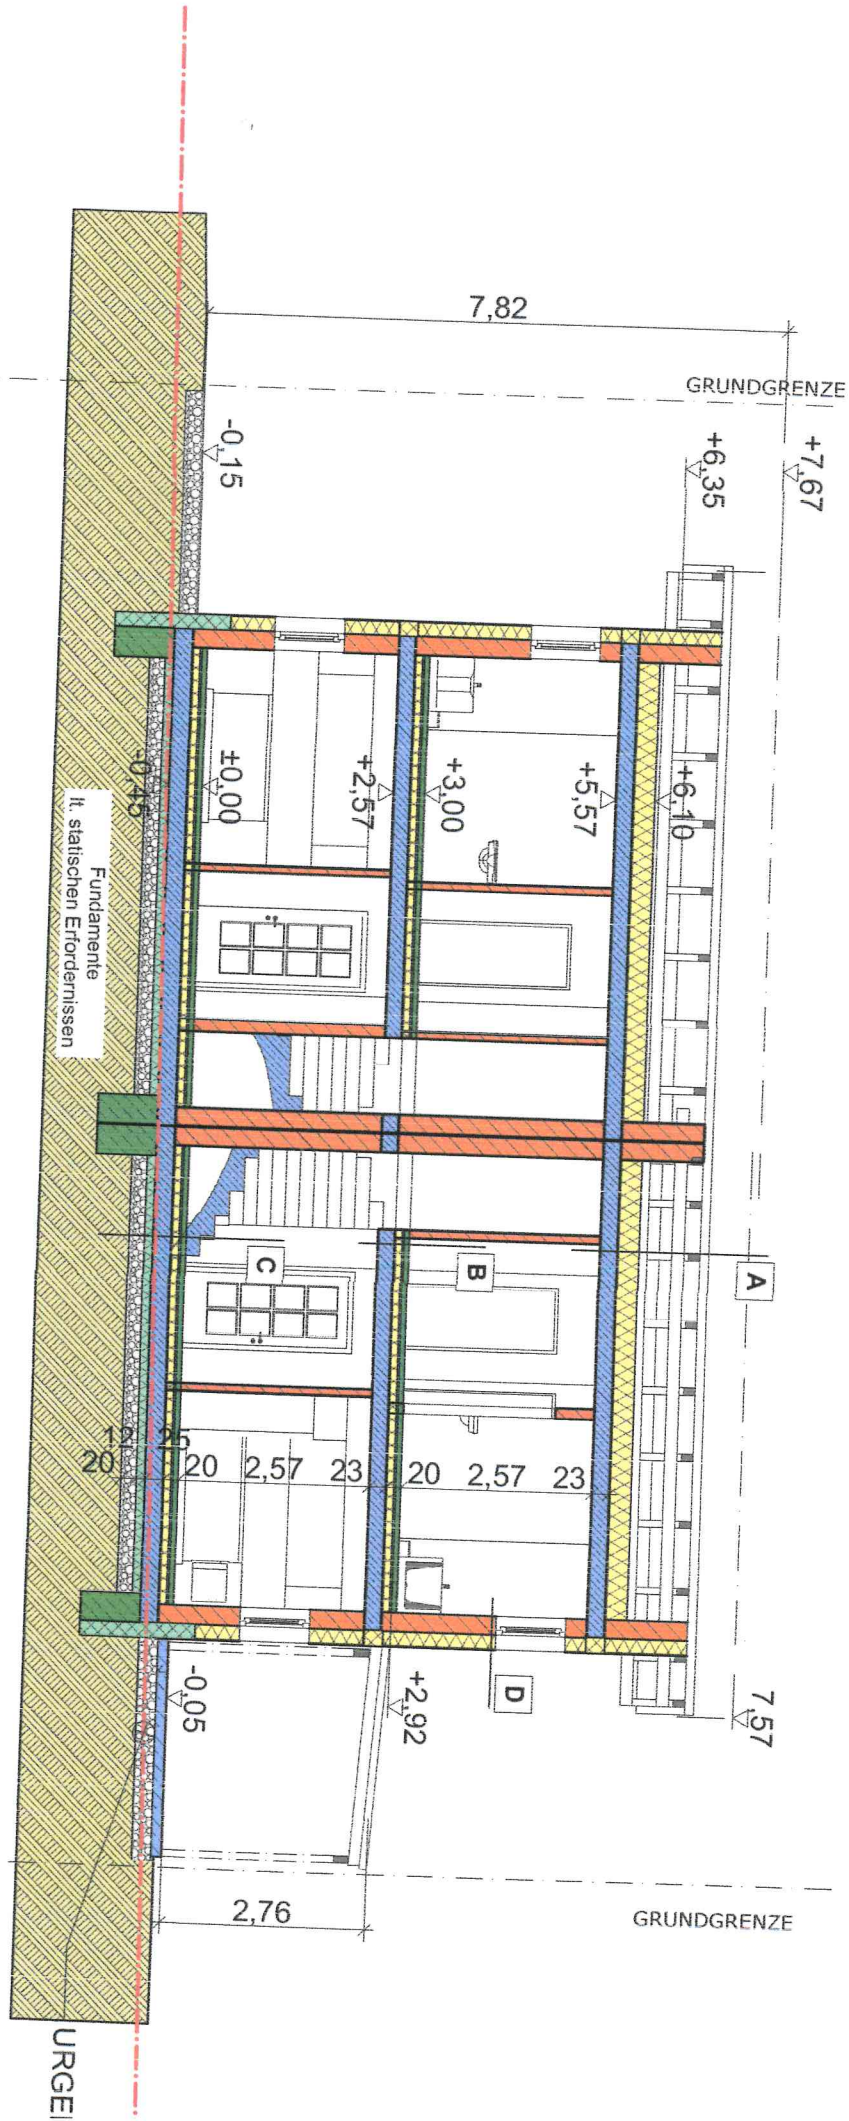 7,82
GRUNDGRENZE
+7,67
+6,35
-0,15
+6,10
+5,57
+3,00
+2,57
±0,00
-0,45
Fundamente
lt. statischen Erfordernissen
A
B
C
12 25
20 20 2,57 23 20 2,57 23
D
7,57
+2,92
-0,05
2,76
GRUNDGRENZE